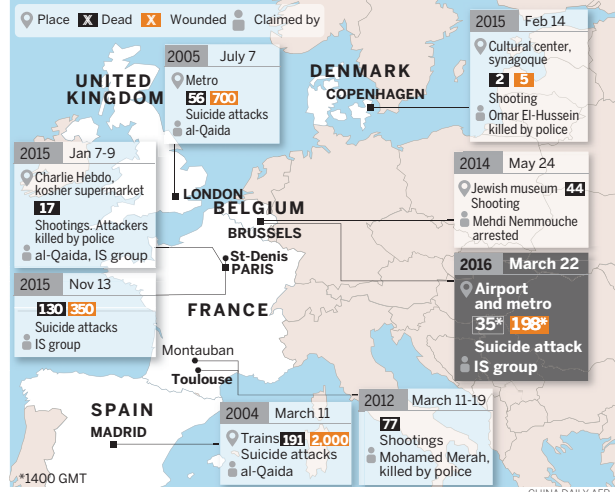 Place X Dead X Wounded Claimed by
2005 July 7
Metro
56 700
Suicide attacks
al-Qaida
UNITED
KINGDOM
DENMARK
COPENHAGEN
2015 Feb 14
Cultural center,
synagoque
2 5
Shooting
Omar El-Hussein
killed by police
2015 Jan 7-9
Charlie Hebdo,
kosher supermarket
17
Shootings. Attackers
killed by police
al-Qaida, IS group
LONDON
BELGIUM
BRUSSELS
2014 May 24
Jewish museum 44
Shooting
Mehdi Nemmouche
arrested
St-Denis
PARIS
2016 March 22
Airport
and metro
35* 198*
Suicide attack
IS group
2015 Nov 13
130 350
Suicide attacks
IS group
FRANCE
Montauban
Toulouse
SPAIN
MADRID
2004 March 11
Trains 191 2,000
Suicide attacks
al-Qaida
2012 March 11-19
77
Shootings
Mohamed Merah,
killed by police
*1400 GMT
CHINA DAILY AFP